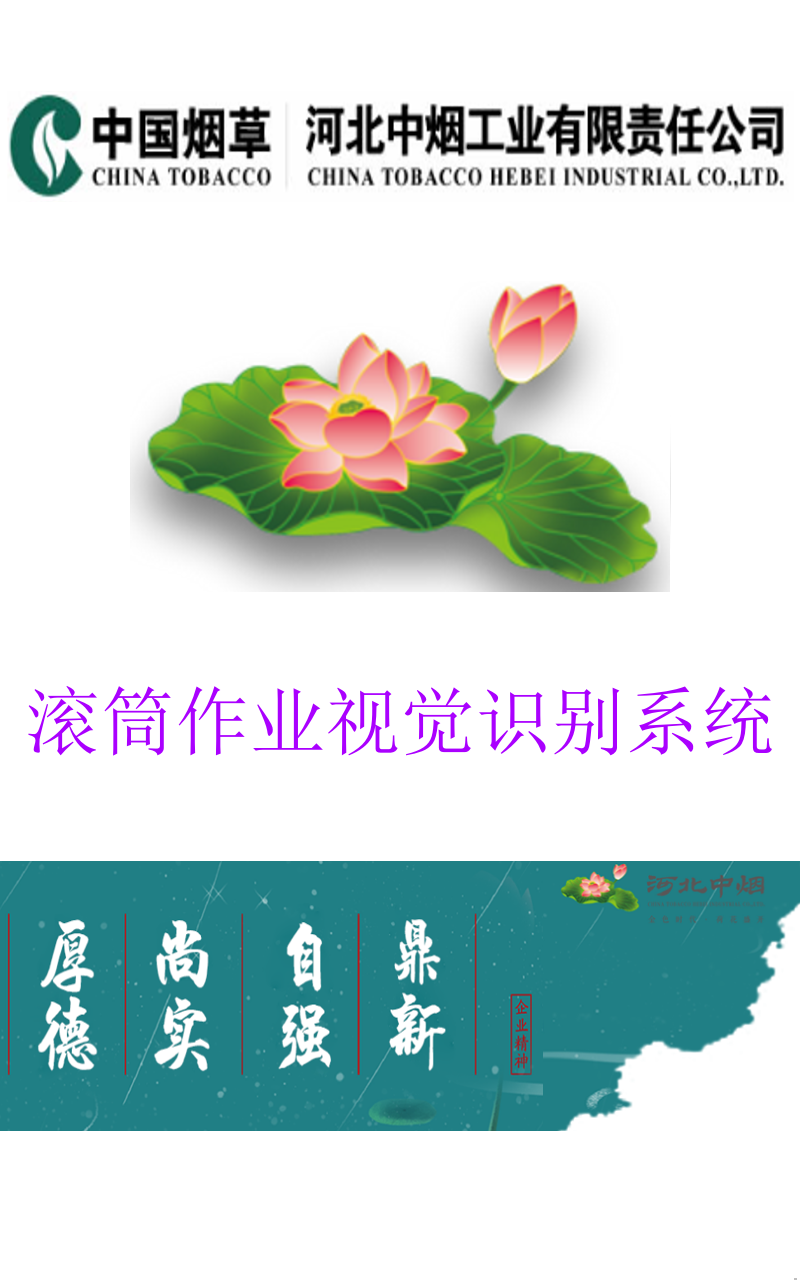 中国烟草
CHINA TOBACCO
河北中烟工业有限责任公司
CHINA TOBACCO HEBEI INDUSTRIAL CO.,LTD.
滚筒作业视觉识别系统
河北中烟
厚德
尚实
自强
鼎新
企业精神